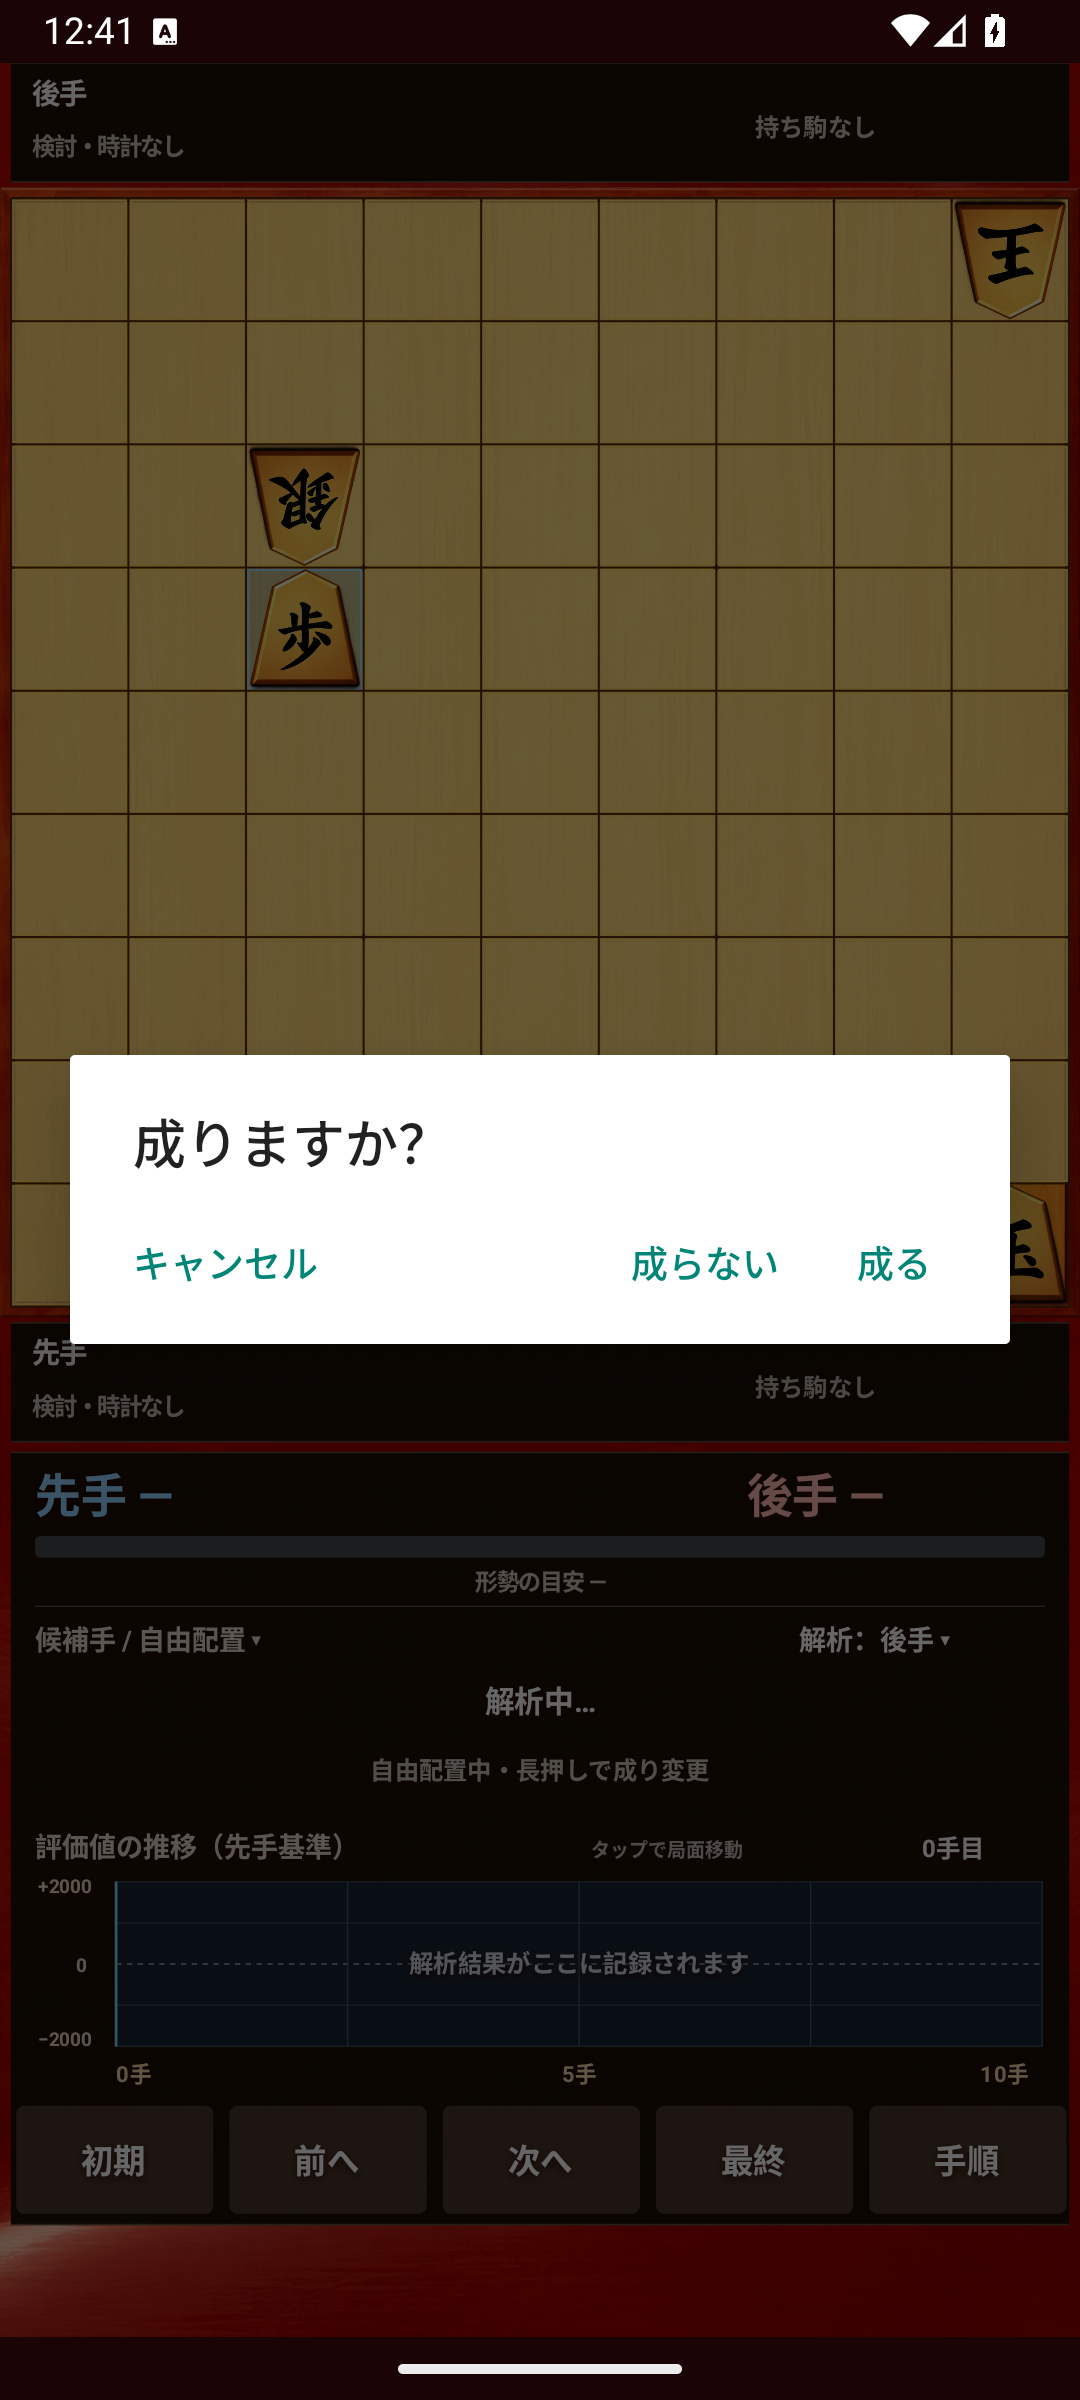 12:41
後手
検討・時計なし
持ち駒なし
王
銀
歩
成りますか?
キャンセル
成らない
成る
玉
先手
検討・時計なし
持ち駒なし
先手 —
後手 —
形勢の目安 —
候補手 / 自由配置 ▾
解析：後手 ▾
解析中…
自由配置中・長押しで成り変更
評価値の推移（先手基準）
タップで局面移動
0手目
+2000
0
−2000
解析結果がここに記録されます
0手
5手
10手
初期
前へ
次へ
最終
手順